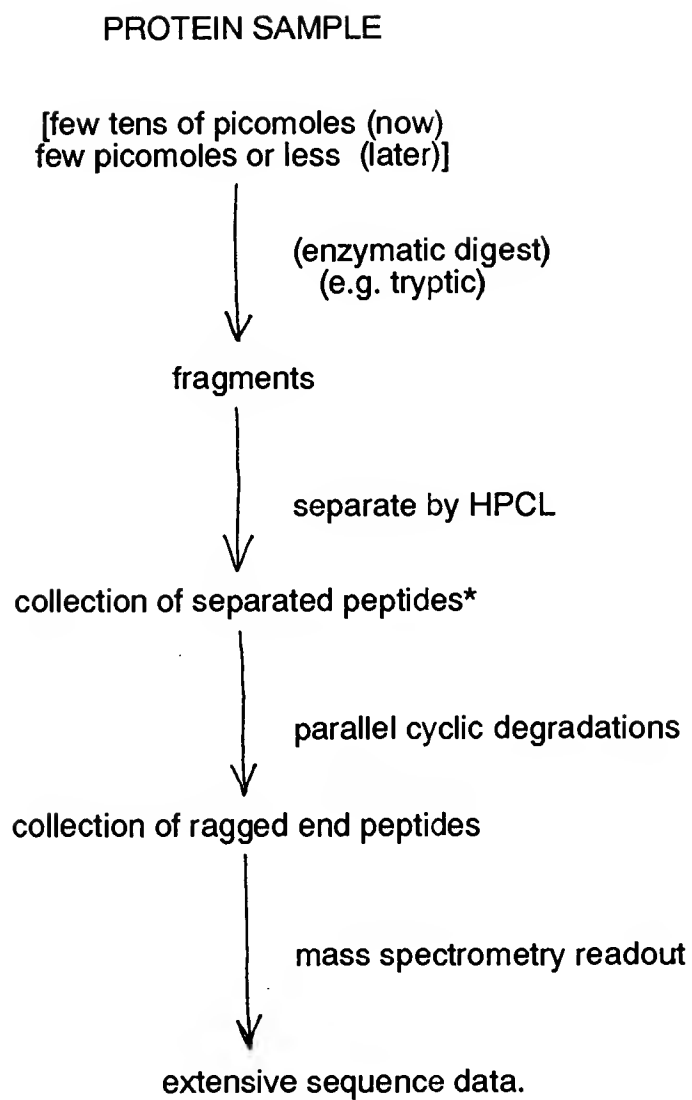 PROTEIN SAMPLE
[few tens of picomoles (now)
few picomoles or less (later)]
(enzymatic digest)
(e.g. tryptic)
fragments
separate by HPCL
collection of separated peptides*
parallel cyclic degradations
collection of ragged end peptides
mass spectrometry readout
extensive sequence data.